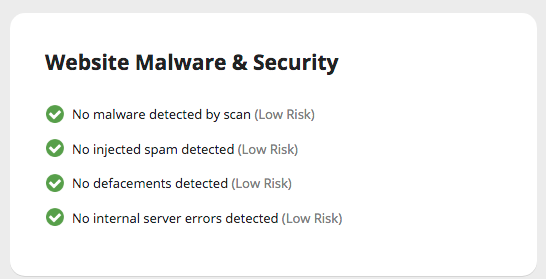 Website Malware & Security
No malware detected by scan (Low Risk)
No injected spam detected (Low Risk)
No defacements detected (Low Risk)
No internal server errors detected (Low Risk)